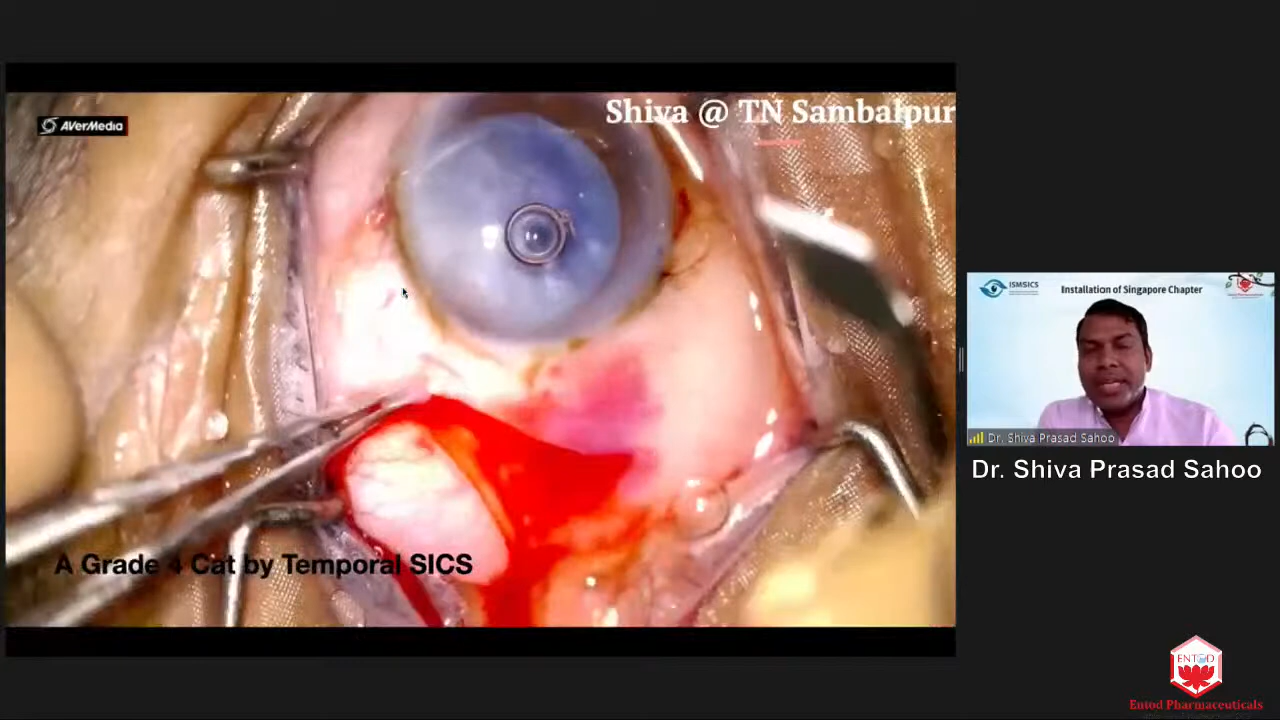 AVerMedia
Shiva @ TN Sambalpur
A Grade 4 Cat by Temporal SICS
ISMSICS
Installation of Singapore Chapter
Dr. Shiva Prasad Sahoo
Dr. Shiva Prasad Sahoo
ENTOD
Entod Pharmaceuticals